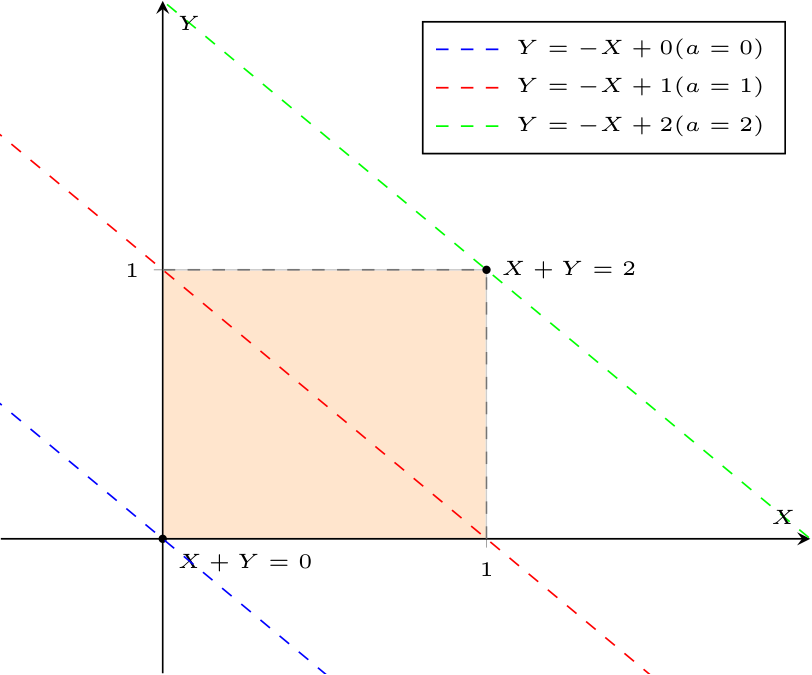 Y
Y = −X + 0(a = 0)
Y = −X + 1(a = 1)
Y = −X + 2(a = 2)
1
X + Y = 2
X
X + Y = 0
1